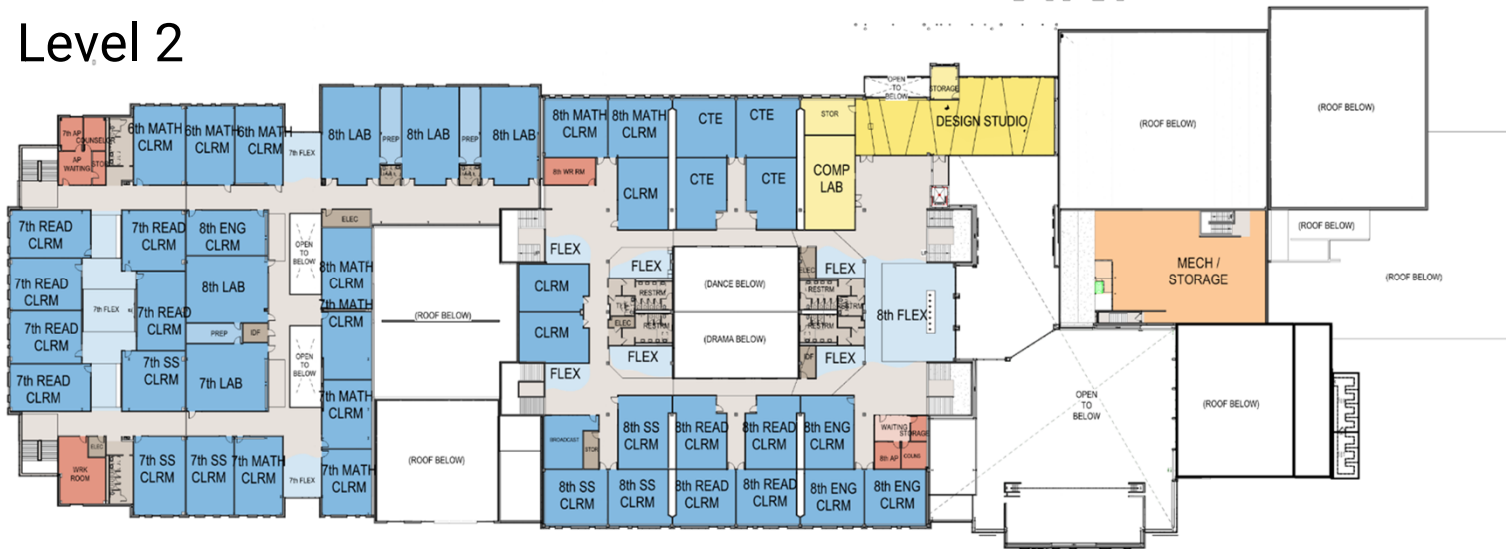 Level 2
7th AP
COUNSELOR
AP
WAITING
STOR
6th MATH
CLRM
6th MATH
CLRM
6th MATH
CLRM
7th FLEX
8th LAB
PREP
8th LAB
PREP
8th LAB
8th MATH
CLRM
8th MATH
CLRM
8th WR RM
CLRM
CTE
CTE
CTE
CTE
STOR
COMP
LAB
OPEN
TO
BELOW
STORAGE
DESIGN STUDIO
(ROOF BELOW)
(ROOF BELOW)
(ROOF BELOW)
(ROOF BELOW)
MECH /
STORAGE
7th READ
CLRM
7th READ
CLRM
7th READ
CLRM
7th READ
CLRM
7th FLEX
7th READ
CLRM
7th READ
CLRM
7th SS
CLRM
8th ENG
CLRM
8th LAB
PREP
IDF
7th LAB
OPEN
TO
BELOW
OPEN
TO
BELOW
ELEC
8th MATH
CLRM
7th MATH
CLRM
7th MATH
CLRM
7th MATH
CLRM
(ROOF BELOW)
(ROOF BELOW)
FLEX
CLRM
CLRM
FLEX
FLEX
RESTRM
ELEC
RESTRM
FLEX
(DANCE BELOW)
(DRAMA BELOW)
ELEC
FLEX
RESTRM
RESTRM
RESTRM
IDF
FLEX
8th FLEX
UP
WRK
ROOM
ELEC
7th SS
CLRM
7th SS
CLRM
7th MATH
CLRM
7th FLEX
BROADCAST
STOR
8th SS
CLRM
8th READ
CLRM
8th READ
CLRM
8th ENG
CLRM
WAITING
STORAGE
8th AP
COUNS
8th SS
CLRM
8th SS
CLRM
8th READ
CLRM
8th READ
CLRM
8th ENG
CLRM
8th ENG
CLRM
OPEN
TO
BELOW
(ROOF BELOW)